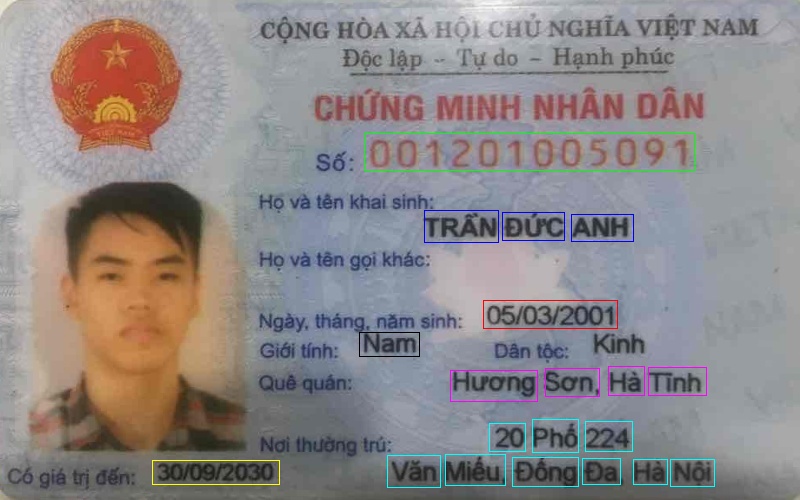 CỘNG HÒA XÃ HỘI CHỦ NGHĨA VIỆT NAM
Độc lập - Tự do - Hạnh phúc
CHỨNG MINH NHÂN DÂN
Số: 001201005091
Họ và tên khai sinh:
TRẦN ĐỨC ANH
Họ và tên gọi khác:
Ngày, tháng, năm sinh: 05/03/2001
Giới tính: Nam Dân tộc: Kinh
Quê quán: Hương Sơn, Hà Tĩnh
Nơi thường trú: 20 Phố 224
Có giá trị đến: 30/09/2030 Văn Miếu, Đống Đa, Hà Nội